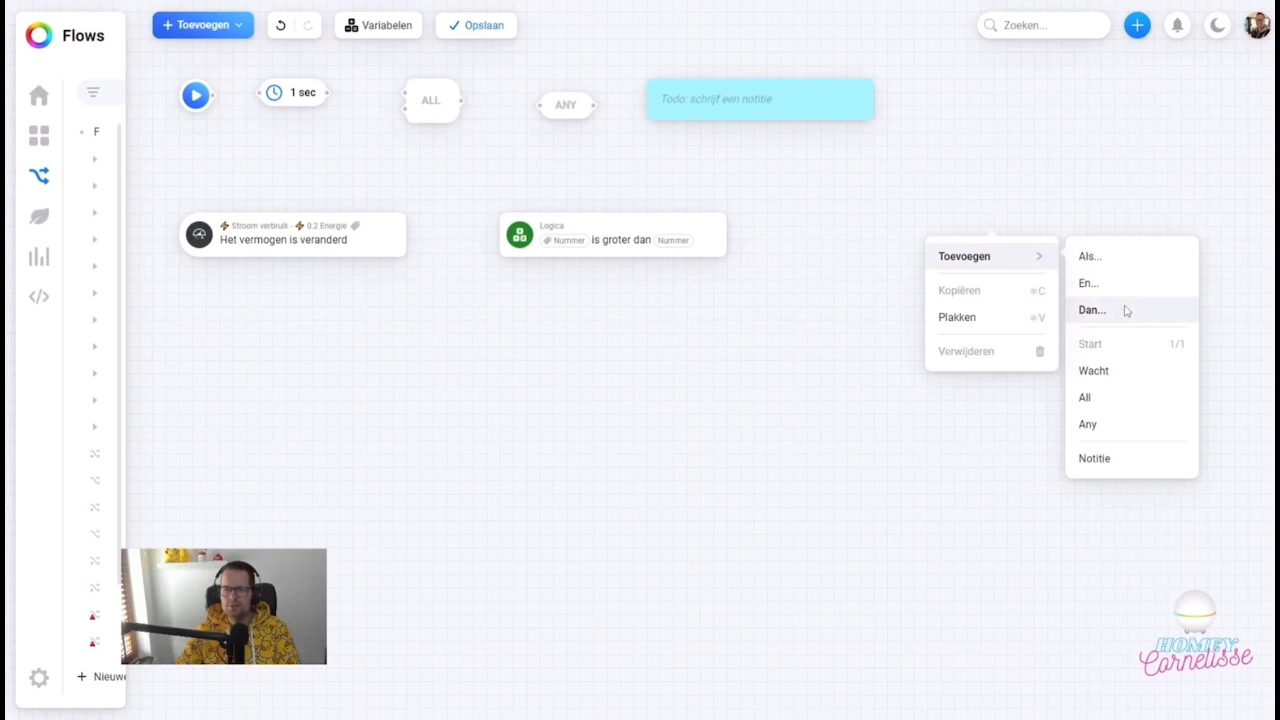 Flows
Toevoegen
Variabelen
Opslaan
Zoeken...
1 sec
ALL
ANY
Todo: schrijf een notitie
F
Stroom verbruik - 0.2 Energie
Het vermogen is veranderd
Logica
Nummer is groter dan Nummer
Toevoegen
Kopiëren ⁎C
Plakken ⁎V
Verwijderen
Als...
En...
Dan...
Start 1/1
Wacht
All
Any
Notitie
+ Nieuwe
HOMEY
Cornelisse